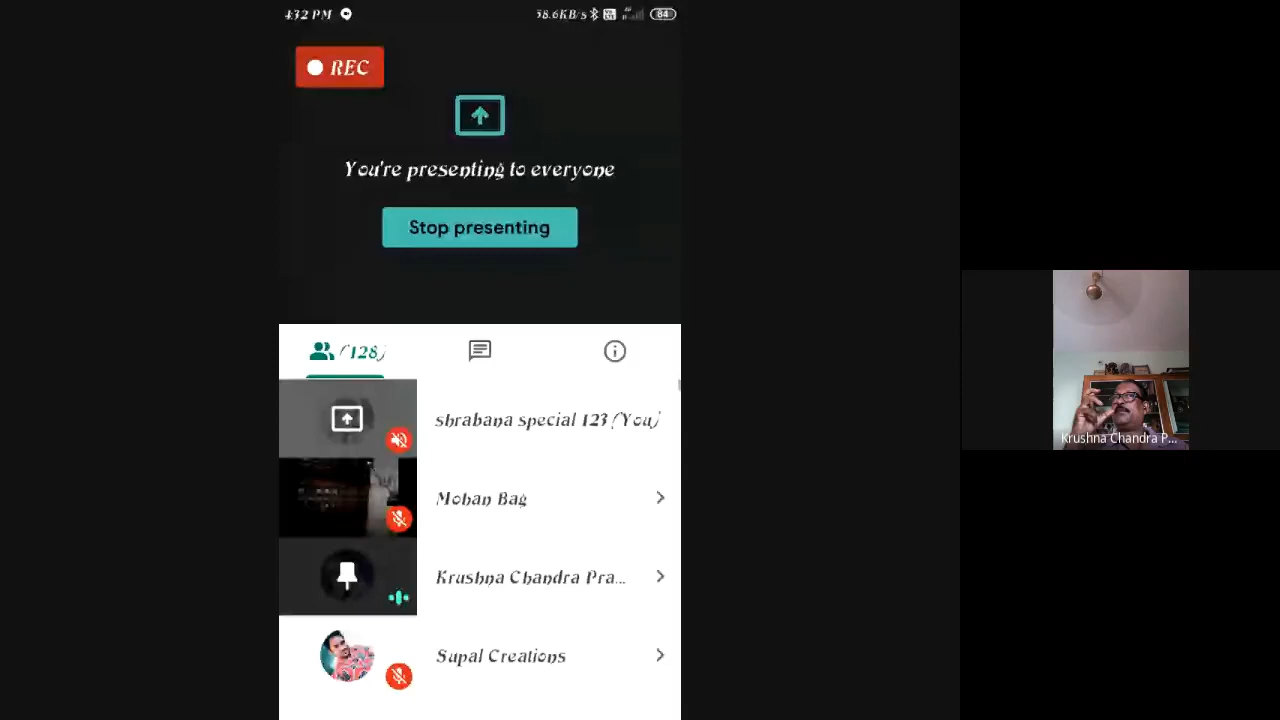 4:32 PM
58.6KB/s 84
REC
You're presenting to everyone
Stop presenting
(128)
shrabana special 123 (You)
Mohan Bag
Krushna Chandra Pra...
Supal Creations
Krushna Chandra P...